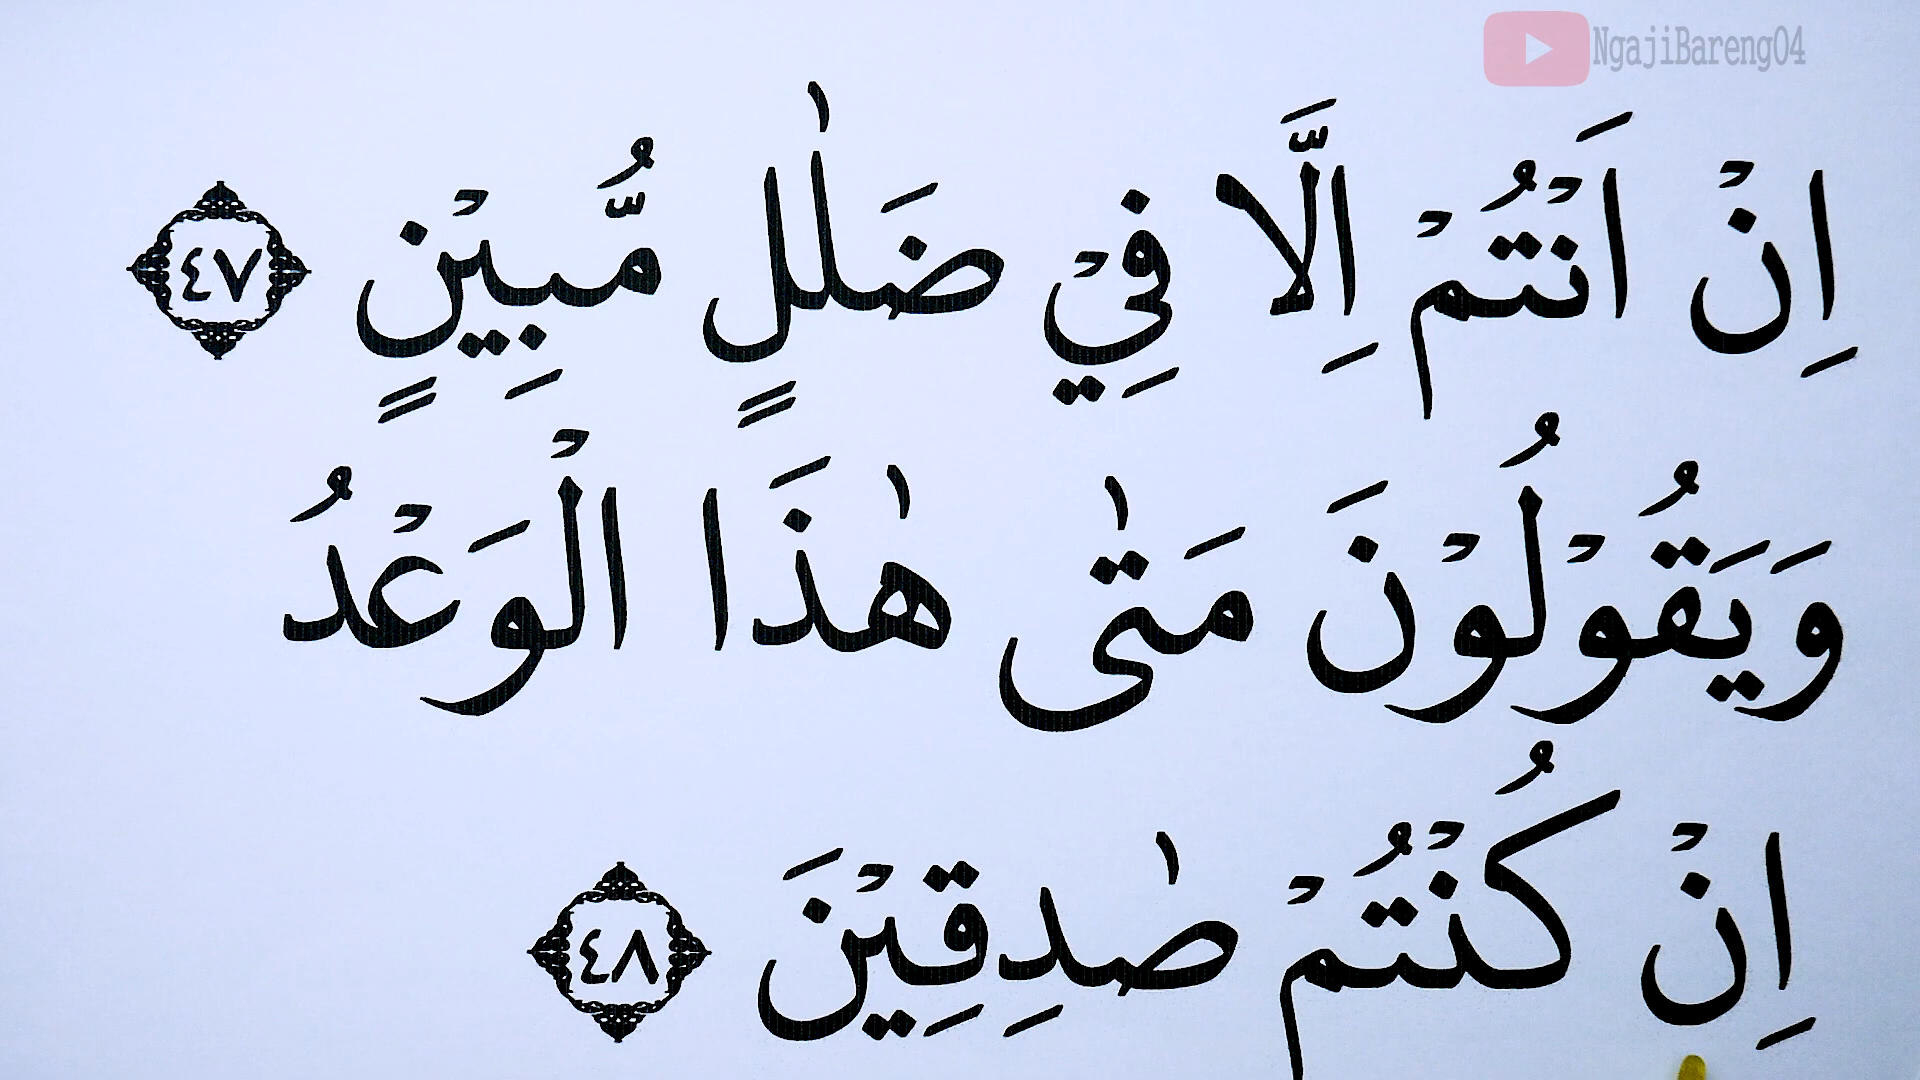 NgajiBareng04
اِنْ اَنْتُمْ اِلَّا فِيْ ضَلٰلٍ مُّبِيْنٍ ٤٧
وَيَقُوْلُوْنَ مَتٰى هٰذَا الْوَعْدُ
اِنْ كُنْتُمْ صٰدِقِيْنَ ٤٨